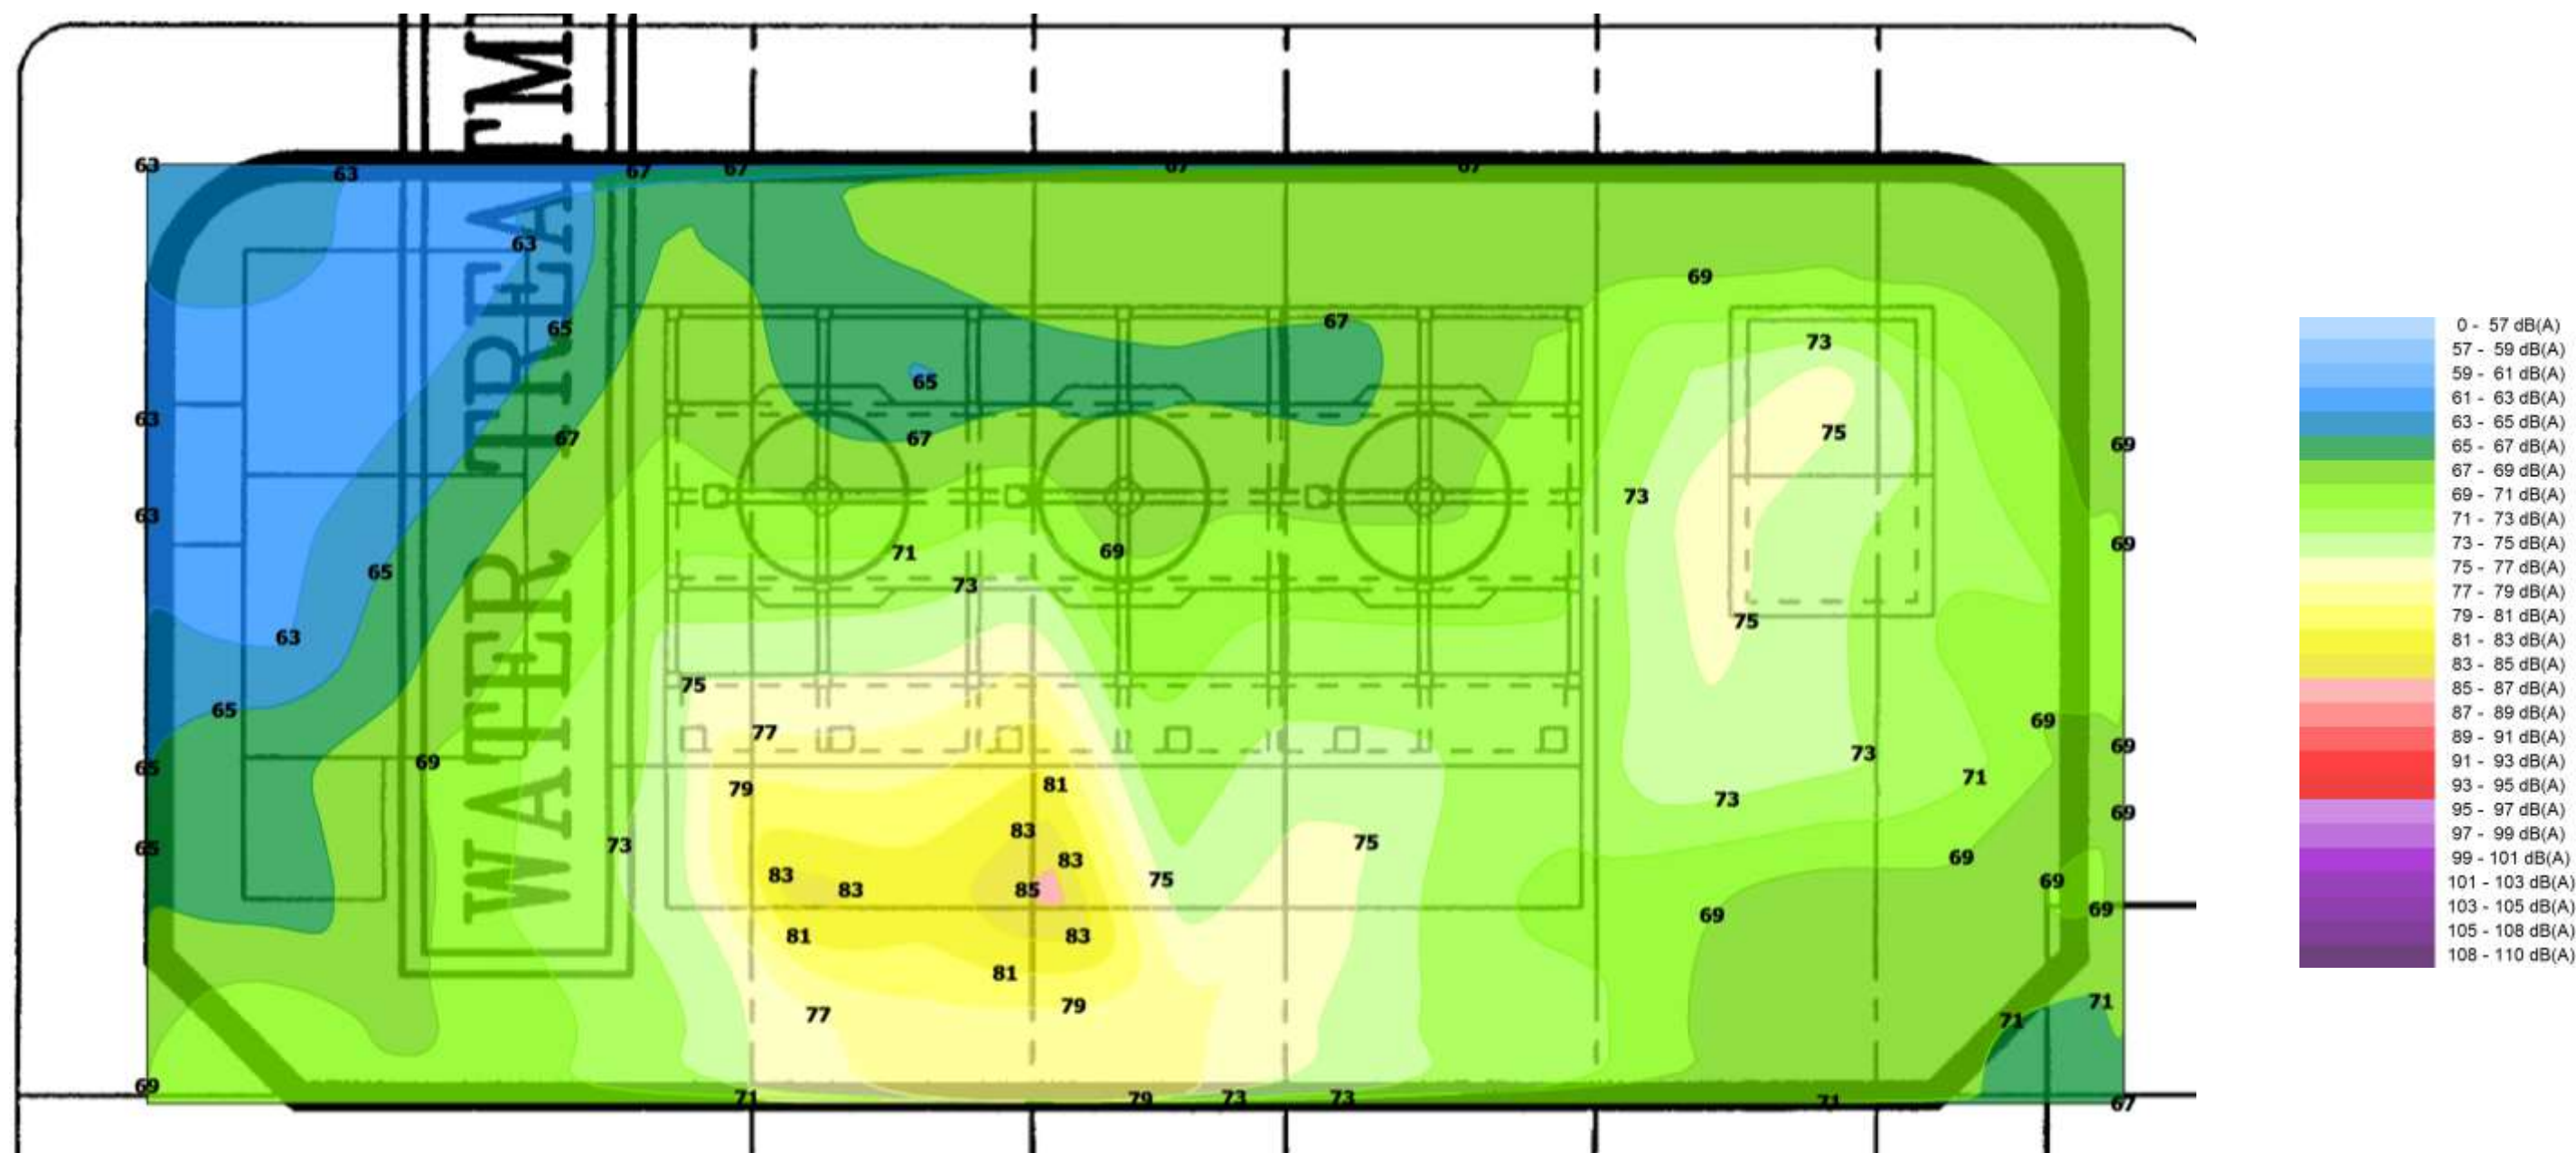 WATER TREATM
63
63
67
67
67
67
63
69
65
67
73
65
63
67
67
75
69
73
63
71
69
69
73
65
63
75
65
75
69
77
73
69
69
65
79
81
73
71
69
83
65
73
83
75
69
83
83
85
75
69
69
69
81
83
81
79
71
77
71
69
71
79
73
73
71
67
0 - 57 dB(A)
57 - 59 dB(A)
59 - 61 dB(A)
61 - 63 dB(A)
63 - 65 dB(A)
65 - 67 dB(A)
67 - 69 dB(A)
69 - 71 dB(A)
71 - 73 dB(A)
73 - 75 dB(A)
75 - 77 dB(A)
77 - 79 dB(A)
79 - 81 dB(A)
81 - 83 dB(A)
83 - 85 dB(A)
85 - 87 dB(A)
87 - 89 dB(A)
89 - 91 dB(A)
91 - 93 dB(A)
93 - 95 dB(A)
95 - 97 dB(A)
97 - 99 dB(A)
99 - 101 dB(A)
101 - 103 dB(A)
103 - 105 dB(A)
105 - 108 dB(A)
108 - 110 dB(A)